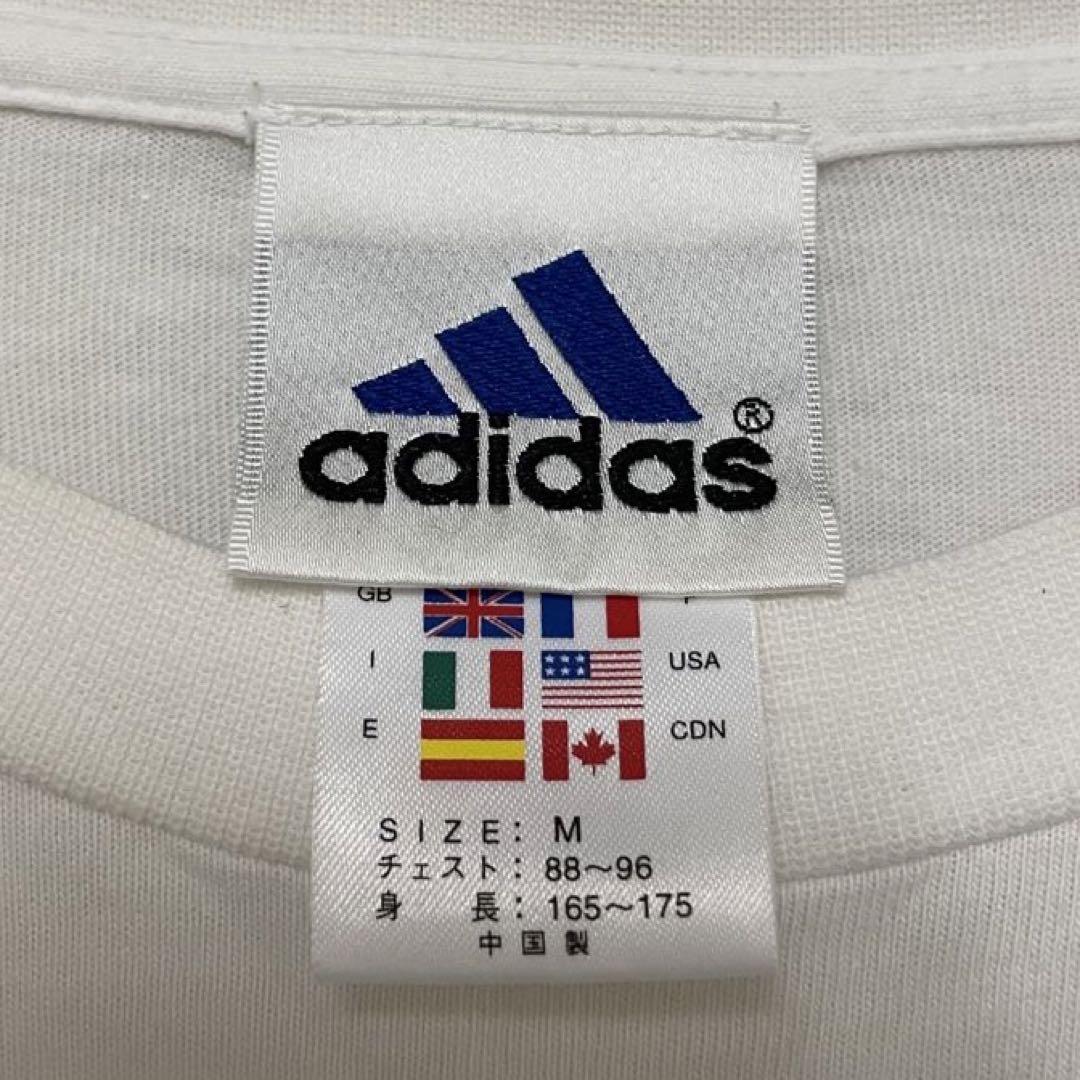 adidas®
GB
I USA
E CDN
SIZE: M
チェスト: 88〜96
身長: 165〜175
中国製